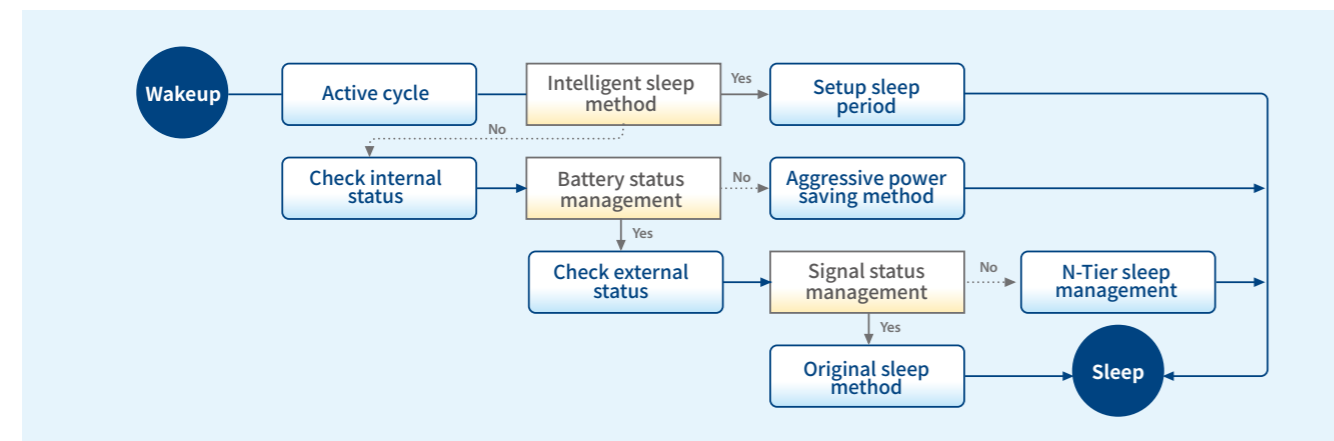 Wakeup
Active cycle
Intelligent sleep
method
Yes
Setup sleep
period
No
Check internal
status
Battery status
management
No
Aggressive power
saving method
Yes
Check external
status
Signal status
management
No
N-Tier sleep
management
Yes
Original sleep
method
Sleep